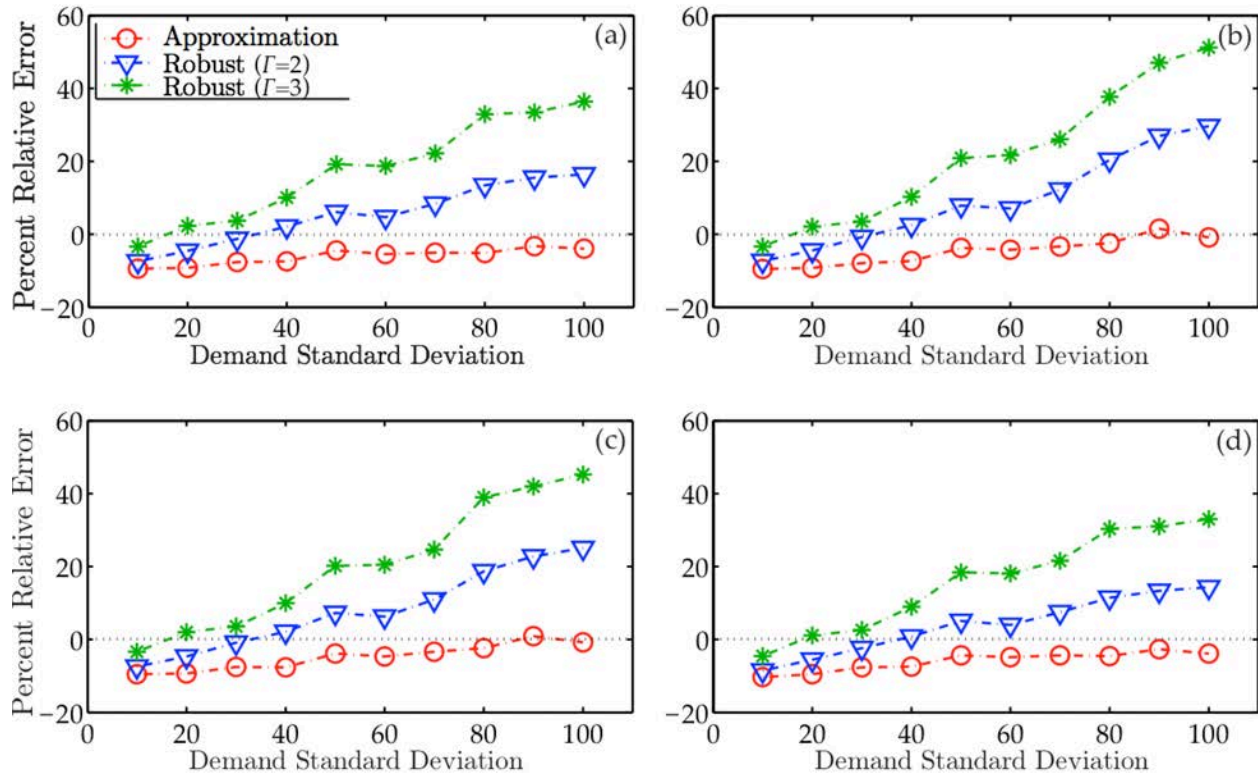 60
40
20
0
−20
Percent Relative Error
Approximation
Robust (Γ=2)
Robust (Γ=3)
(a)
0 20 40 60 80 100
Demand Standard Deviation
60
40
20
0
−20
(b)
0 20 40 60 80 100
Demand Standard Deviation
60
40
20
0
−20
Percent Relative Error
(c)
0 20 40 60 80 100
Demand Standard Deviation
60
40
20
0
−20
(d)
0 20 40 60 80 100
Demand Standard Deviation